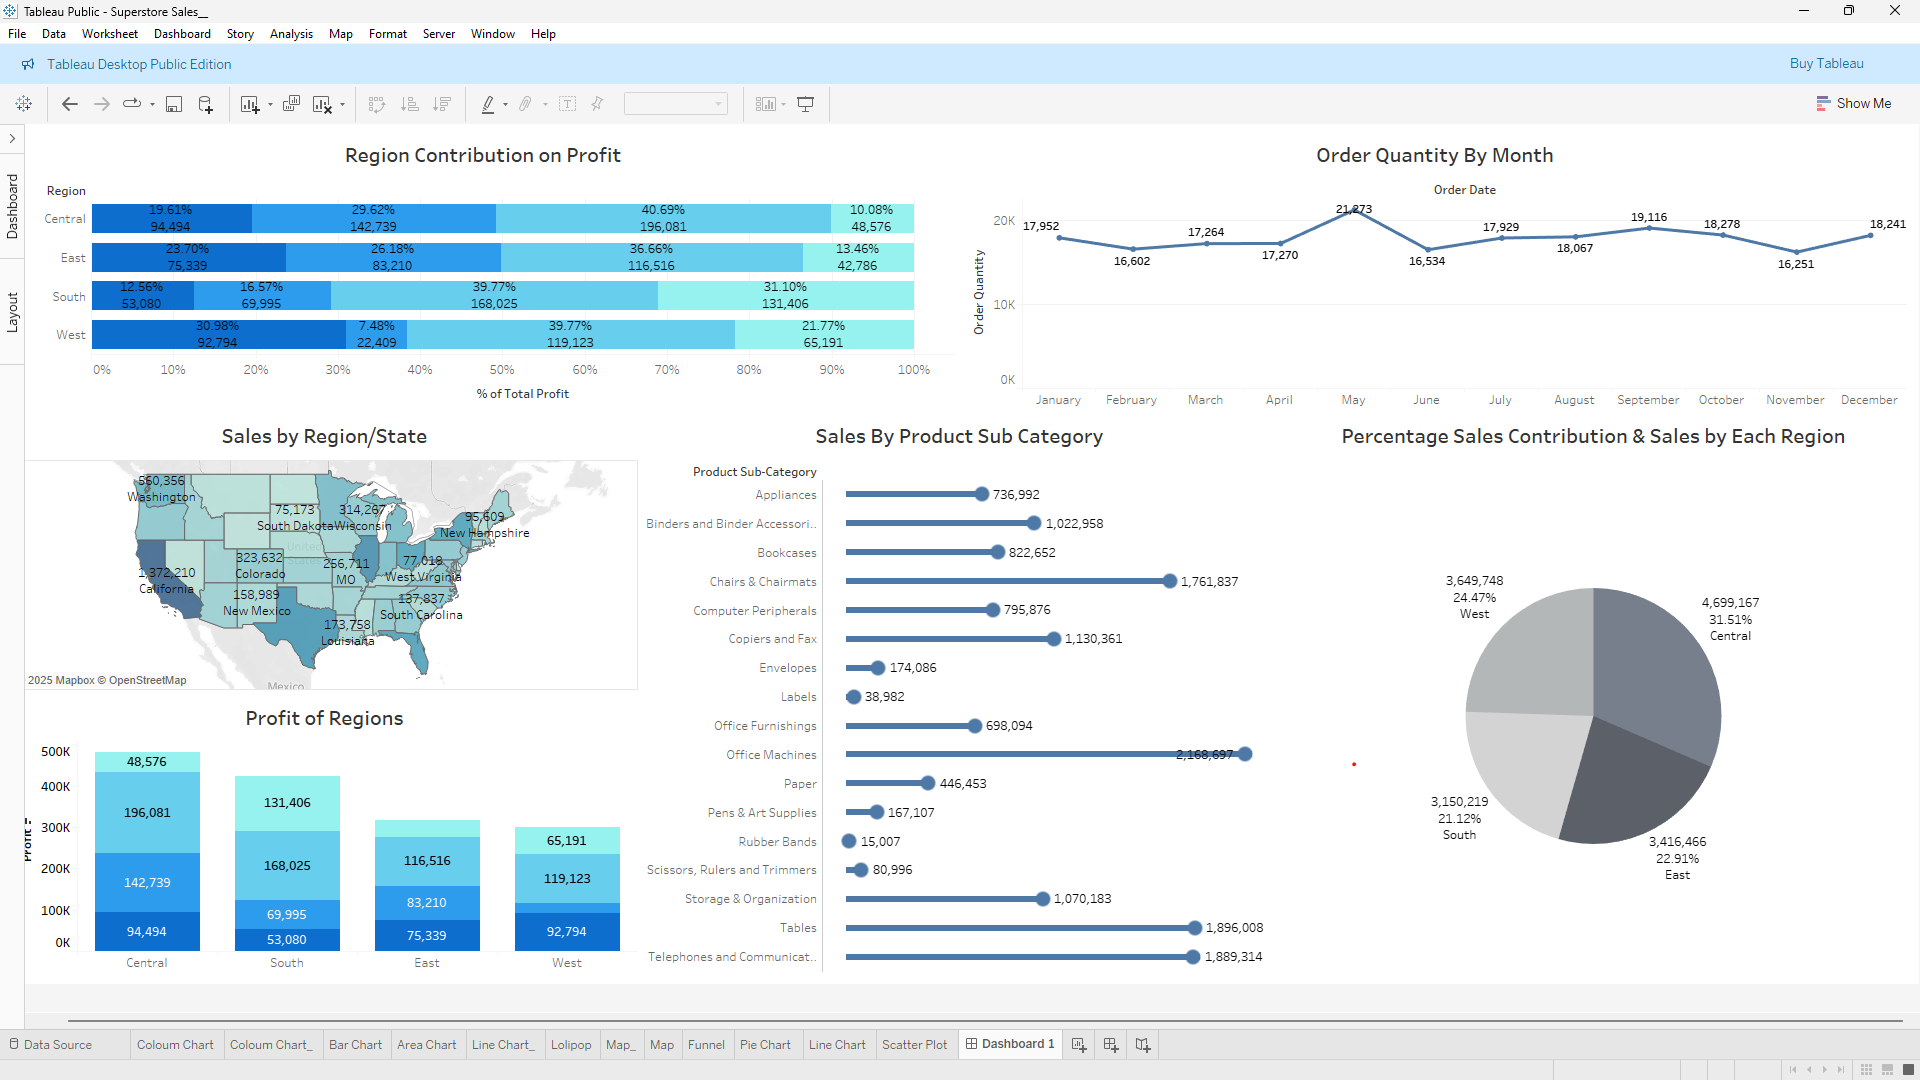 Tableau Public - Superstore Sales__
File Data Worksheet Dashboard Story Analysis Map Format Server Window Help
Tableau Desktop Public Edition
Buy Tableau
Show Me
Dashboard
Layout
Region Contribution on Profit
Region
Central
19.61% 29.62% 40.69% 10.08%
94,494 142,739 196,081 48,576
East
23.70% 26.18% 36.66% 13.46%
75,339 83,210 116,516 42,786
South
12.56% 16.57% 39.77% 31.10%
53,080 69,995 168,025 131,406
West
30.98% 7.48% 39.77% 21.77%
92,794 22,409 119,123 65,191
0% 10% 20% 30% 40% 50% 60% 70% 80% 90% 100%
% of Total Profit
Order Quantity By Month
Order Date
Order Quantity
20K
10K
0K
17,952
16,602
17,264
17,270
21,273
16,534
17,929
18,067
19,116
18,278
16,251
18,241
January February March April May June July August September October November December
Sales by Region/State
560,356
Washington
75,173
South Dakota
314,267
Wisconsin
95,609
New Hampshire
United
States
323,632
Colorado
256,711
MO
77,018
West Virginia
1,372,210
California
158,989
New Mexico
137,837
South Carolina
173,758
Louisiana
Mexico
2025 Mapbox © OpenStreetMap
Profit of Regions
500K
400K
300K
200K
100K
0K
48,576
196,081
142,739
94,494
131,406
168,025
69,995
53,080
116,516
83,210
75,339
65,191
119,123
92,794
Central South East West
Sales By Product Sub Category
Product Sub-Category
Appliances 736,992
Binders and Binder Accessori.. 1,022,958
Bookcases 822,652
Chairs & Chairmats 1,761,837
Computer Peripherals 795,876
Copiers and Fax 1,130,361
Envelopes 174,086
Labels 38,982
Office Furnishings 698,094
Office Machines 2,168,697
Paper 446,453
Pens & Art Supplies 167,107
Rubber Bands 15,007
Scissors, Rulers and Trimmers 80,996
Storage & Organization 1,070,183
Tables 1,896,008
Telephones and Communicat.. 1,889,314
Percentage Sales Contribution & Sales by Each Region
3,649,748
24.47%
West
4,699,167
31.51%
Central
3,150,219
21.12%
South
3,416,466
22.91%
East
Data Source Coloum Chart Coloum Chart_ Bar Chart Area Chart Line Chart_ Lolipop Map_ Map Funnel Pie Chart Line Chart Scatter Plot Dashboard 1